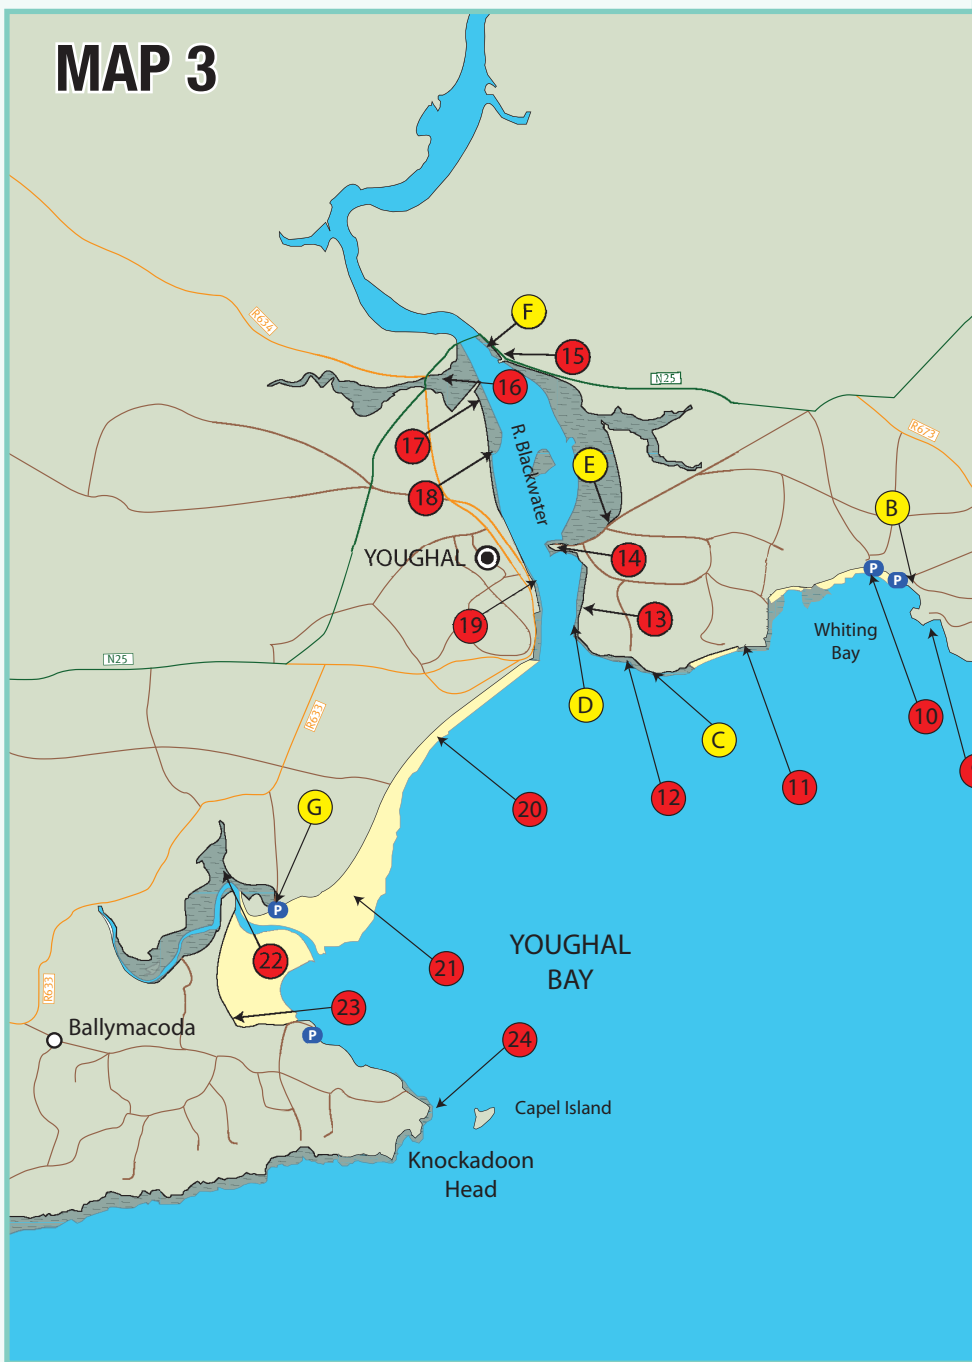 MAP 3
R634
F
15
N25
16
R673
17
R. Blackwater
E
18
B
YOUGHAL
14
P
P
19
13
Whiting
Bay
N25
D
10
R633
C
11
12
20
G
P
22
21
YOUGHAL
BAY
R633
23
Ballymacoda
P
24
Capel Island
Knockadoon
Head